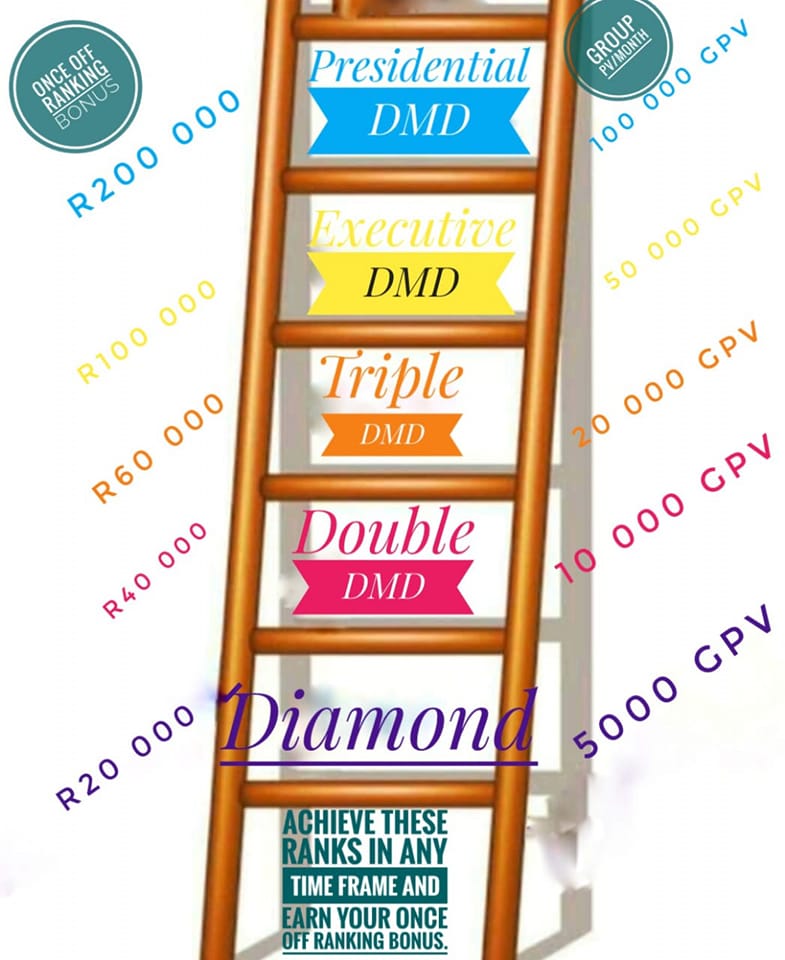 ONCE OFF
RANKING
BONUS
GROUP
PV/MONTH
Presidential
DMD
R200 000
100 000 GPV
Executive
DMD
R100 000
50 000 GPV
Triple
DMD
R60 000
20 000 GPV
Double
DMD
R40 000
10 000 GPV
Diamond
R20 000
5000 GPV
ACHIEVE THESE
RANKS IN ANY
TIME FRAME AND
EARN YOUR ONCE
OFF RANKING BONUS.